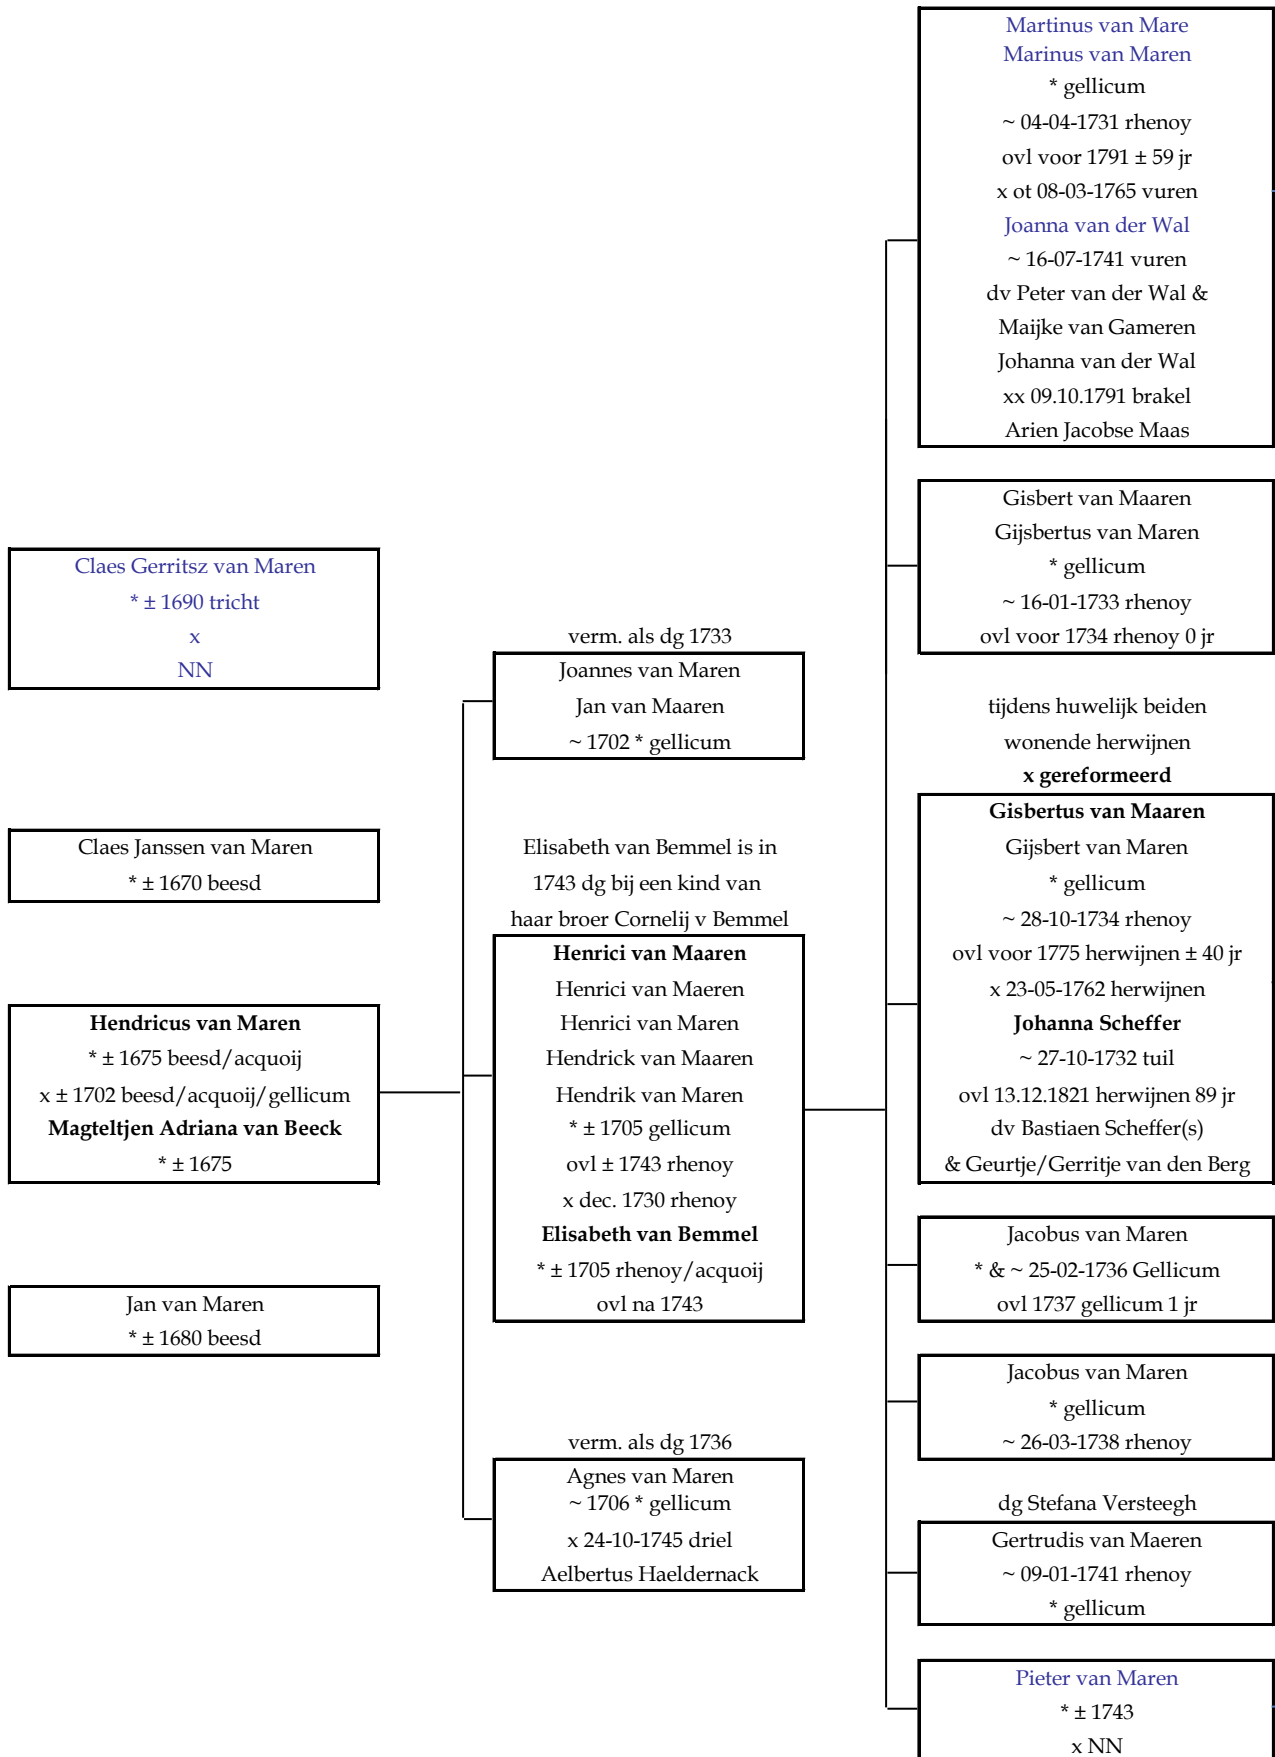 Claes Gerritsz van Maren
* ± 1690 tricht
x
NN
Claes Janssen van Maren
* ± 1670 beesd
Hendricus van Maren
* ± 1675 beesd/acquoij
x ± 1702 beesd/acquoij/gellicum
Magteltjen Adriana van Beeck
* ± 1675
Jan van Maren
* ± 1680 beesd
verm. als dg 1733
Joannes van Maren
Jan van Maaren
~ 1702 * gellicum
Elisabeth van Bemmel is in
1743 dg bij een kind van
haar broer Cornelij v Bemmel
Henrici van Maaren
Henrici van Maeren
Henrici van Maren
Hendrick van Maaren
Hendrik van Maren
* ± 1705 gellicum
ovl ± 1743 rhenoy
x dec. 1730 rhenoy
Elisabeth van Bemmel
* ± 1705 rhenoy/acquoij
ovl na 1743
verm. als dg 1736
Agnes van Maren
~ 1706 * gellicum
x 24-10-1745 driel
Aelbertus Haeldernack
Martinus van Mare
Marinus van Maren
* gellicum
~ 04-04-1731 rhenoy
ovl voor 1791 ± 59 jr
x ot 08-03-1765 vuren
Joanna van der Wal
~ 16-07-1741 vuren
dv Peter van der Wal &
Maijke van Gameren
Johanna van der Wal
xx 09.10.1791 brakel
Arien Jacobse Maas
Gisbert van Maaren
Gijsbertus van Maren
* gellicum
~ 16-01-1733 rhenoy
ovl voor 1734 rhenoy 0 jr
tijdens huwelijk beiden
wonende herwijnen
x gereformeerd
Gisbertus van Maaren
Gijsbert van Maren
* gellicum
~ 28-10-1734 rhenoy
ovl voor 1775 herwijnen ± 40 jr
x 23-05-1762 herwijnen
Johanna Scheffer
~ 27-10-1732 tuil
ovl 13.12.1821 herwijnen 89 jr
dv Bastiaen Scheffer(s)
& Geurtje/Gerritje van den Berg
Jacobus van Maren
* & ~ 25-02-1736 Gellicum
ovl 1737 gellicum 1 jr
Jacobus van Maren
* gellicum
~ 26-03-1738 rhenoy
dg Stefana Versteegh
Gertrudis van Maeren
~ 09-01-1741 rhenoy
* gellicum
Pieter van Maren
* ± 1743
x NN